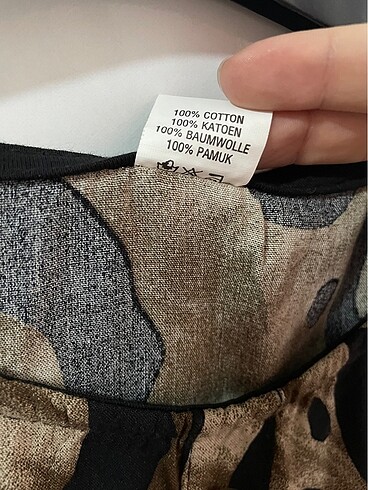 100% COTTON
100% KATOEN
100% BAUMWOLLE
100% PAMUK